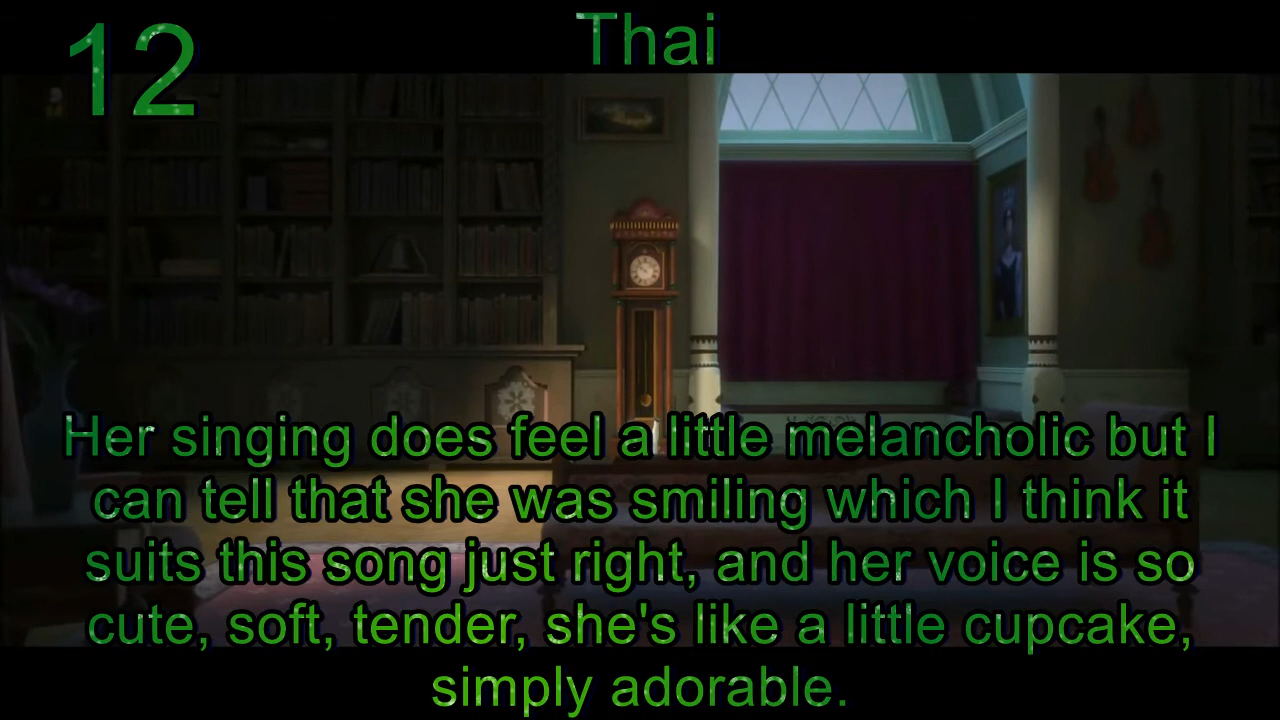 12
Thai
Her singing does feel a little melancholic but I
can tell that she was smiling which I think it
suits this song just right, and her voice is so
cute, soft, tender, she's like a little cupcake,
simply adorable.